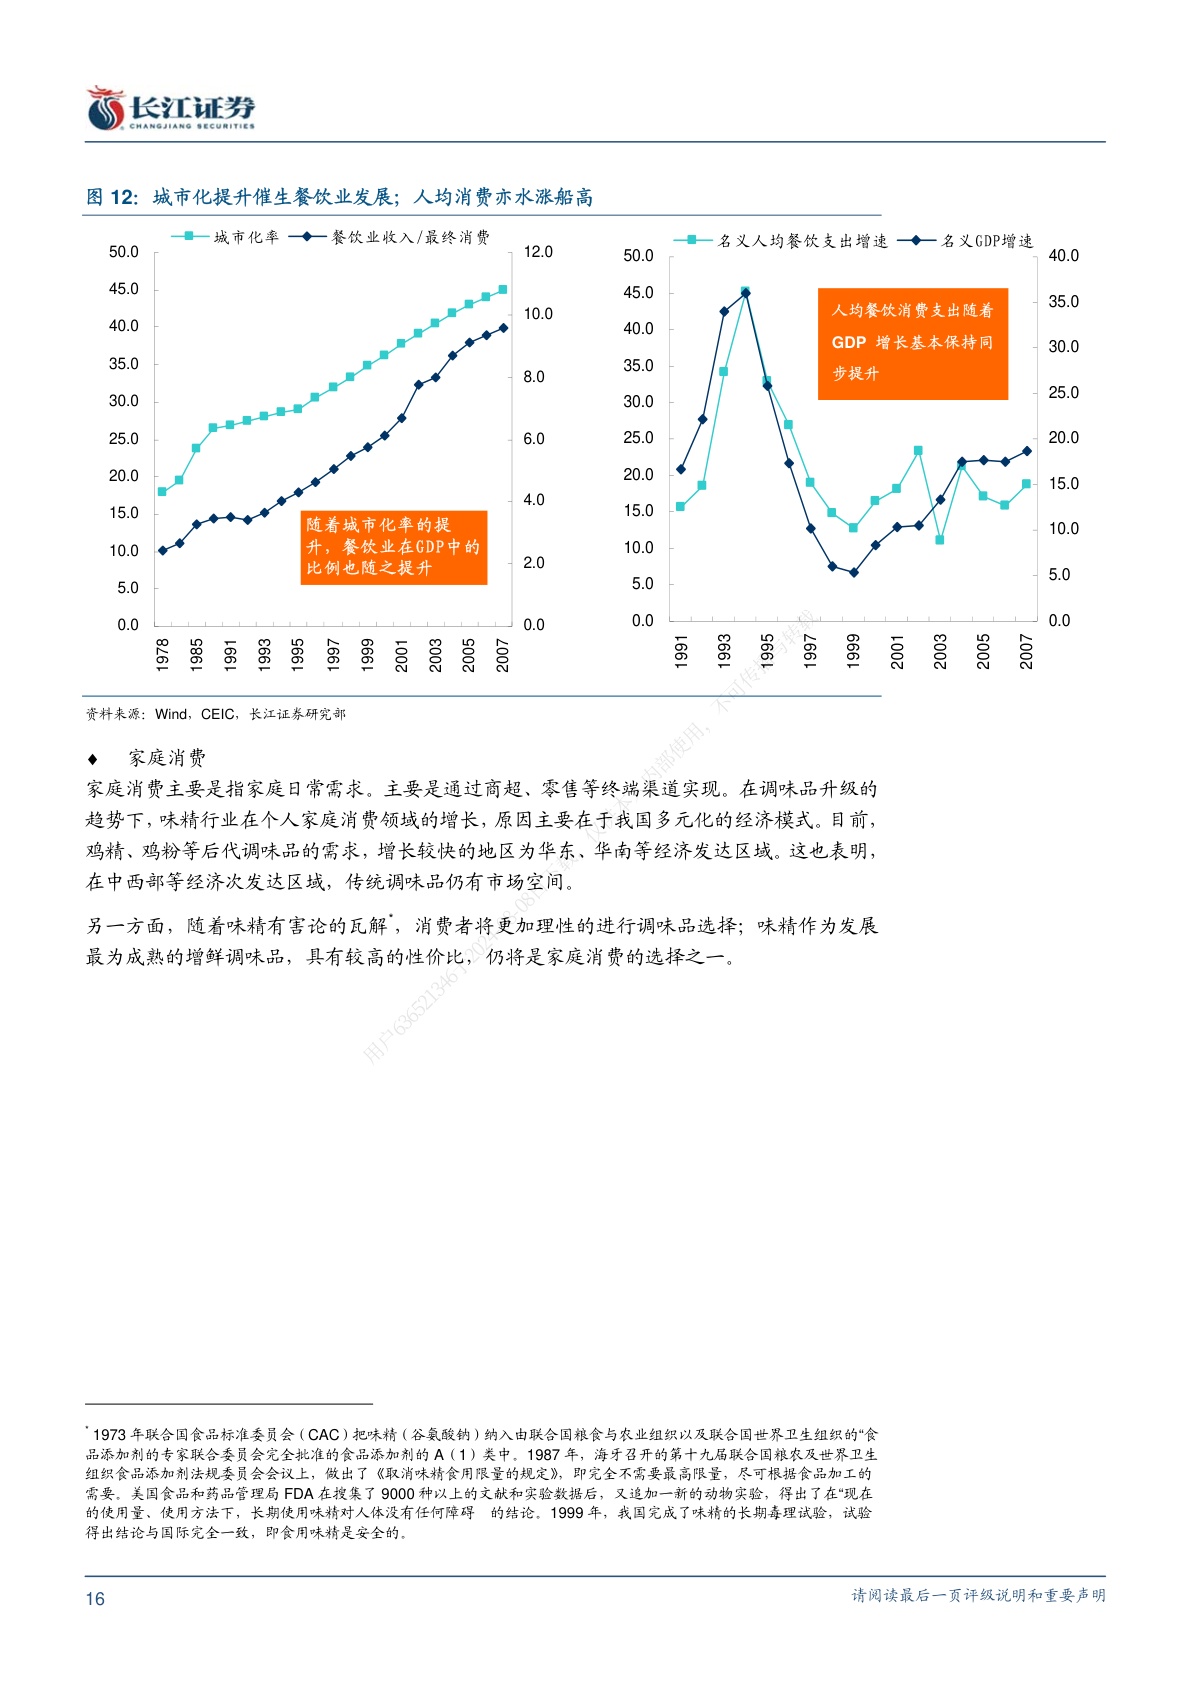 长江证券
CHANGJIANG SECURITIES
图 12：城市化提升催生餐饮业发展；人均消费亦水涨船高
城市化率 餐饮业收入/最终消费
50.0
45.0
40.0
35.0
30.0
25.0
20.0
15.0
10.0
5.0
0.0
12.0
10.0
8.0
6.0
4.0
2.0
0.0
随着城市化率的提
升，餐饮业在GDP中的
比例也随之提升
1978 1985 1991 1993 1995 1997 1999 2001 2003 2005 2007
名义人均餐饮支出增速 名义GDP增速
50.0
45.0
40.0
35.0
30.0
25.0
20.0
15.0
10.0
5.0
0.0
40.0
35.0
30.0
25.0
20.0
15.0
10.0
5.0
0.0
人均餐饮消费支出随着
GDP 增长基本保持同
步提升
1991 1993 1995 1997 1999 2001 2003 2005 2007
资料来源：Wind，CEIC，长江证券研究部
♦ 家庭消费
家庭消费主要是指家庭日常需求。主要是通过商超、零售等终端渠道实现。在调味品升级的
趋势下，味精行业在个人家庭消费领域的增长，原因主要在于我国多元化的经济模式。目前，
鸡精、鸡粉等后代调味品的需求，增长较快的地区为华东、华南等经济发达区域。这也表明，
在中西部等经济次发达区域，传统调味品仍有市场空间。
另一方面，随着味精有害论的瓦解*，消费者将更加理性的进行调味品选择；味精作为发展
最为成熟的增鲜调味品，具有较高的性价比，仍将是家庭消费的选择之一。
* 1973 年联合国食品标准委员会（CAC）把味精（谷氨酸钠）纳入由联合国粮食与农业组织以及联合国世界卫生组织的“食
品添加剂的专家联合委员会完全批准的食品添加剂的 A（1）类中。1987 年，海牙召开的第十九届联合国粮农及世界卫生
组织食品添加剂法规委员会会议上，做出了《取消味精食用限量的规定》，即完全不需要最高限量，尽可根据食品加工的
需要。美国食品和药品管理局 FDA 在搜集了 9000 种以上的文献和实验数据后，又追加一新的动物实验，得出了在“现在
的使用量、使用方法下，长期使用味精对人体没有任何障碍 的结论。1999 年，我国完成了味精的长期毒理试验，试验
得出结论与国际完全一致，即食用味精是安全的。
16
请阅读最后一页评级说明和重要声明